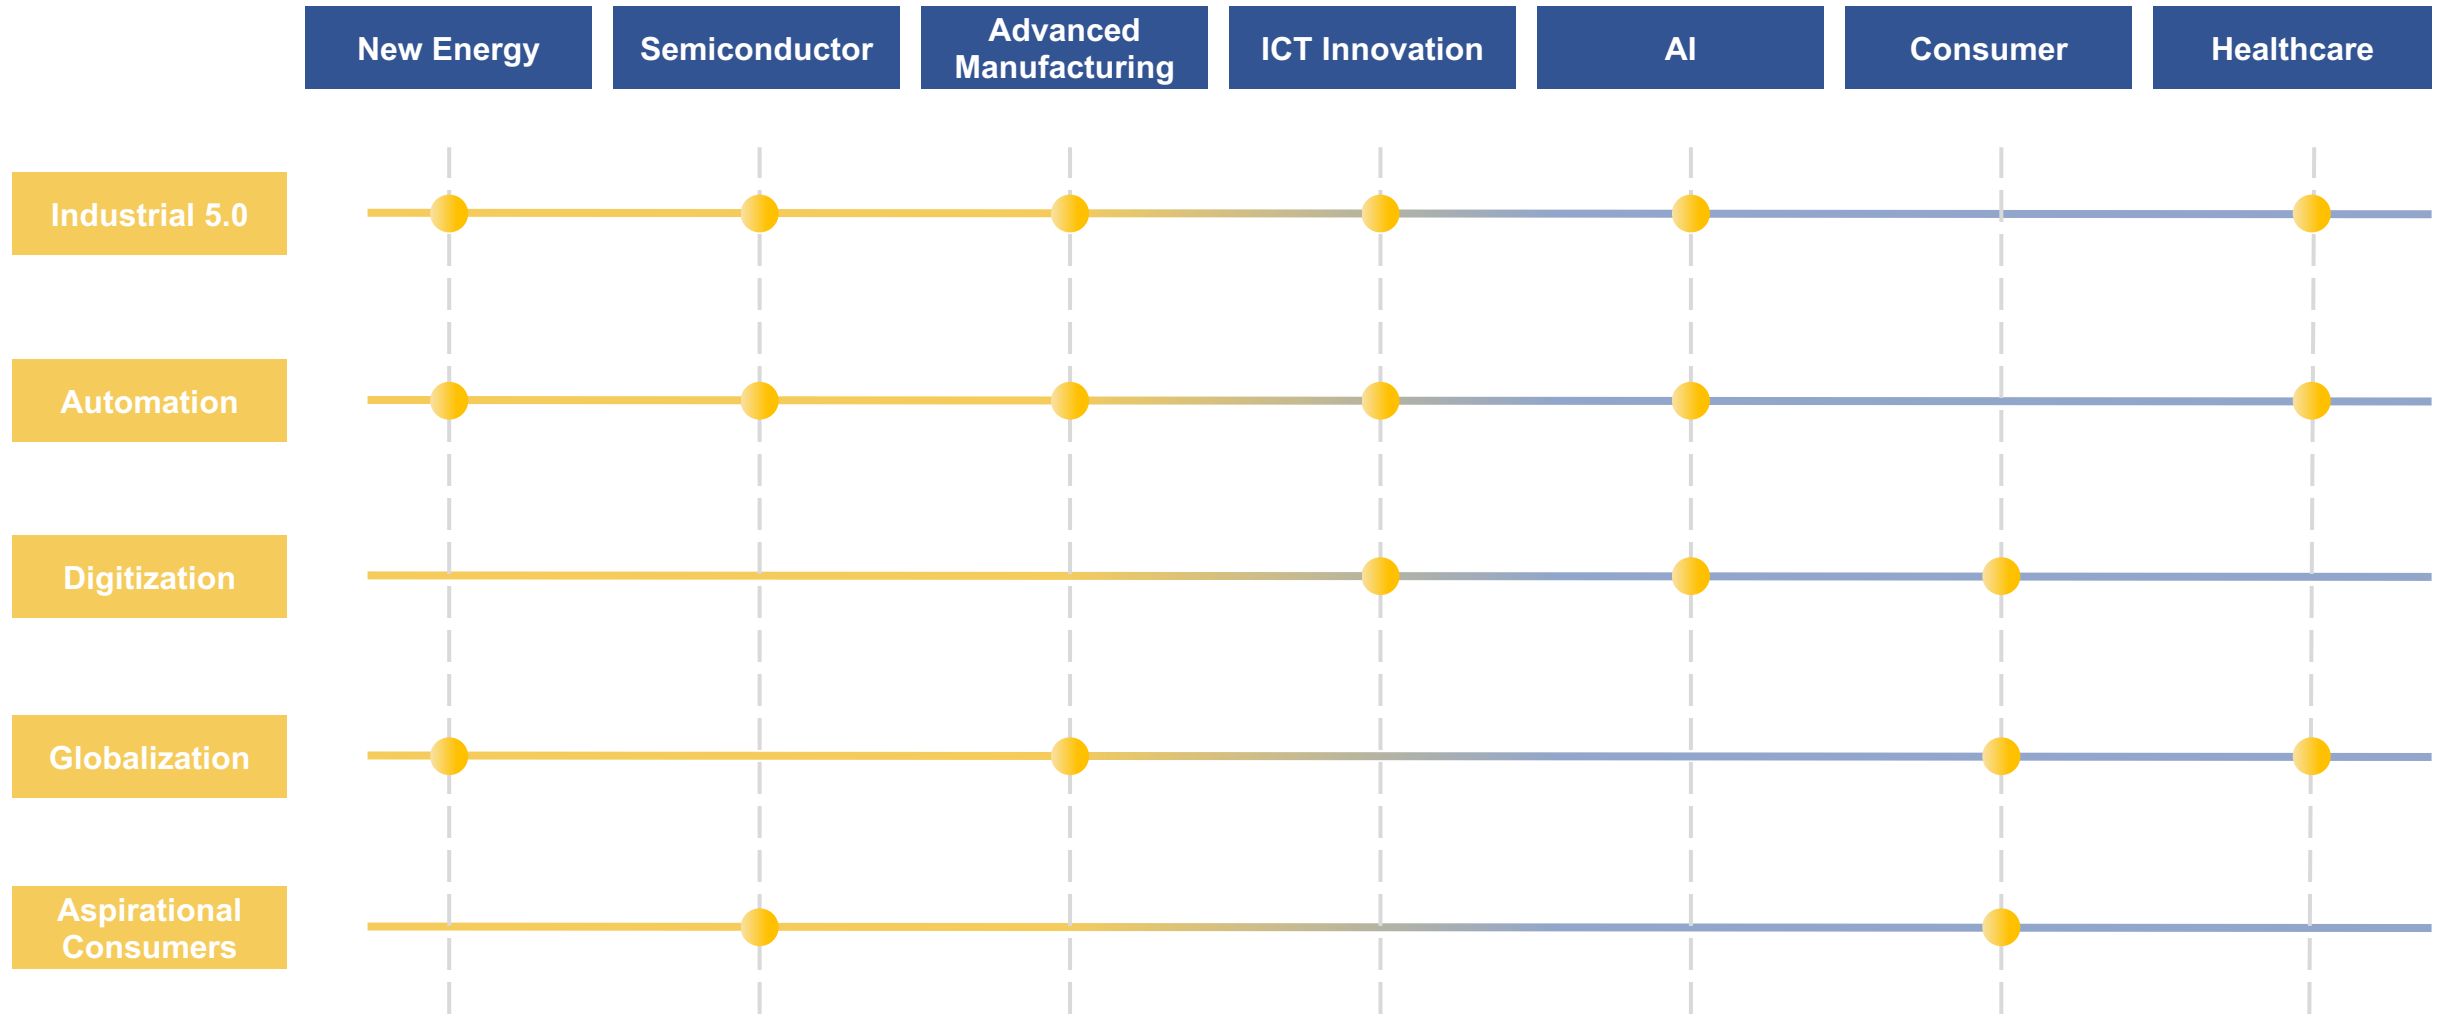 New Energy
Semiconductor
Advanced
Manufacturing
ICT Innovation
AI
Consumer
Healthcare
Industrial 5.0
Automation
Digitization
Globalization
Aspirational
Consumers